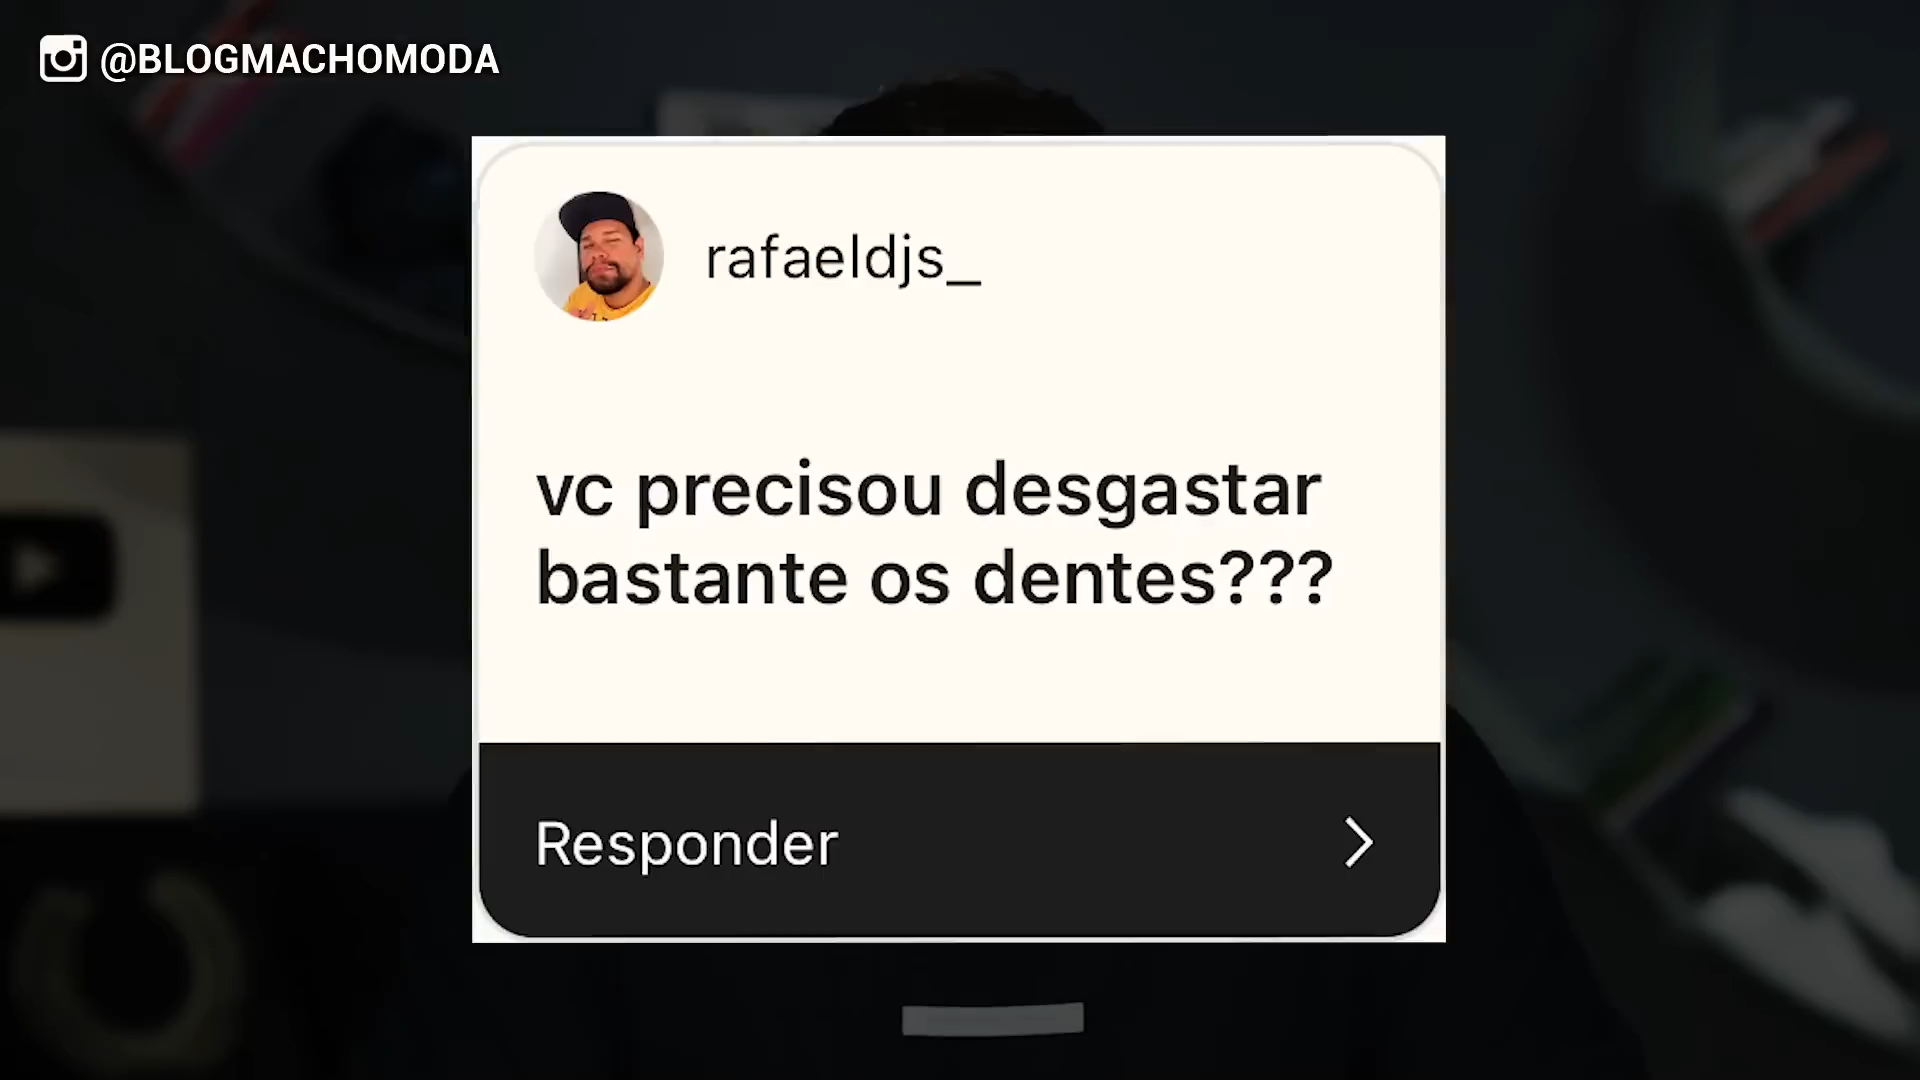 @BLOGMACHOMODA
rafaeldjs_
vc precisou desgastar
bastante os dentes???
Responder